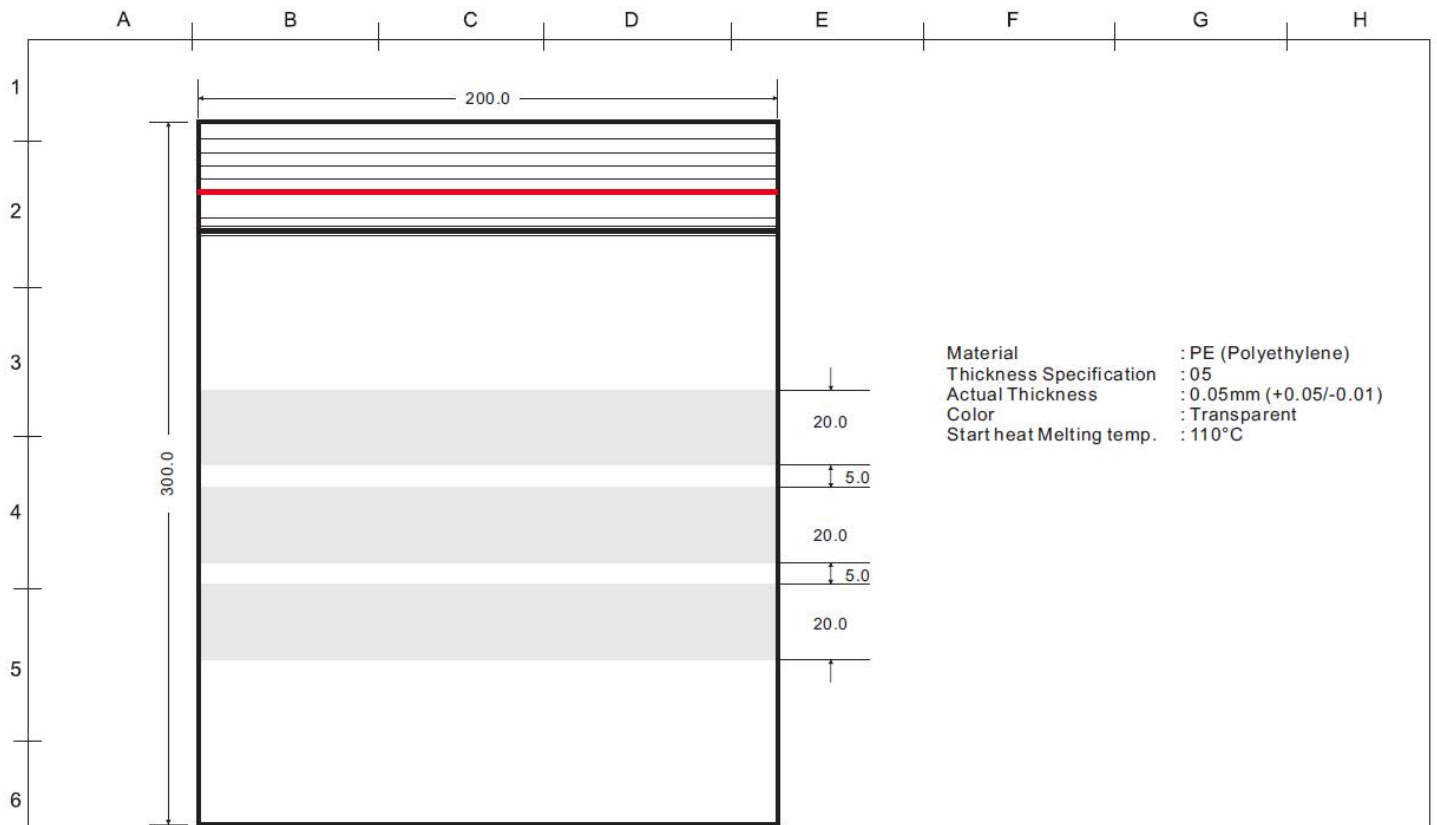 A B C D E F G H
1
200.0
2
3
Material : PE (Polyethylene)
Thickness Specification : 05
Actual Thickness : 0.05mm (+0.05/-0.01)
Color : Transparent
Start heat Melting temp. : 110°C
20.0
300.0
5.0
4
20.0
5.0
20.0
5
6